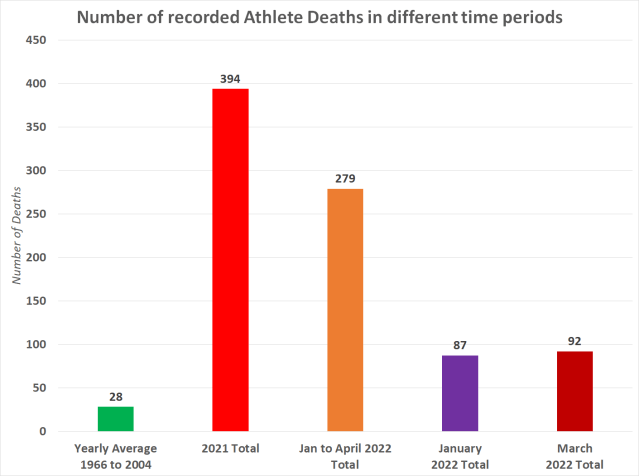 Number of recorded Athlete Deaths in different time periods
450
400
350
300
250
200
150
100
50
0
Number of Deaths
28
394
279
87
92
Yearly Average
1966 to 2004
2021 Total
Jan to April 2022
Total
January
2022 Total
March
2022 Total